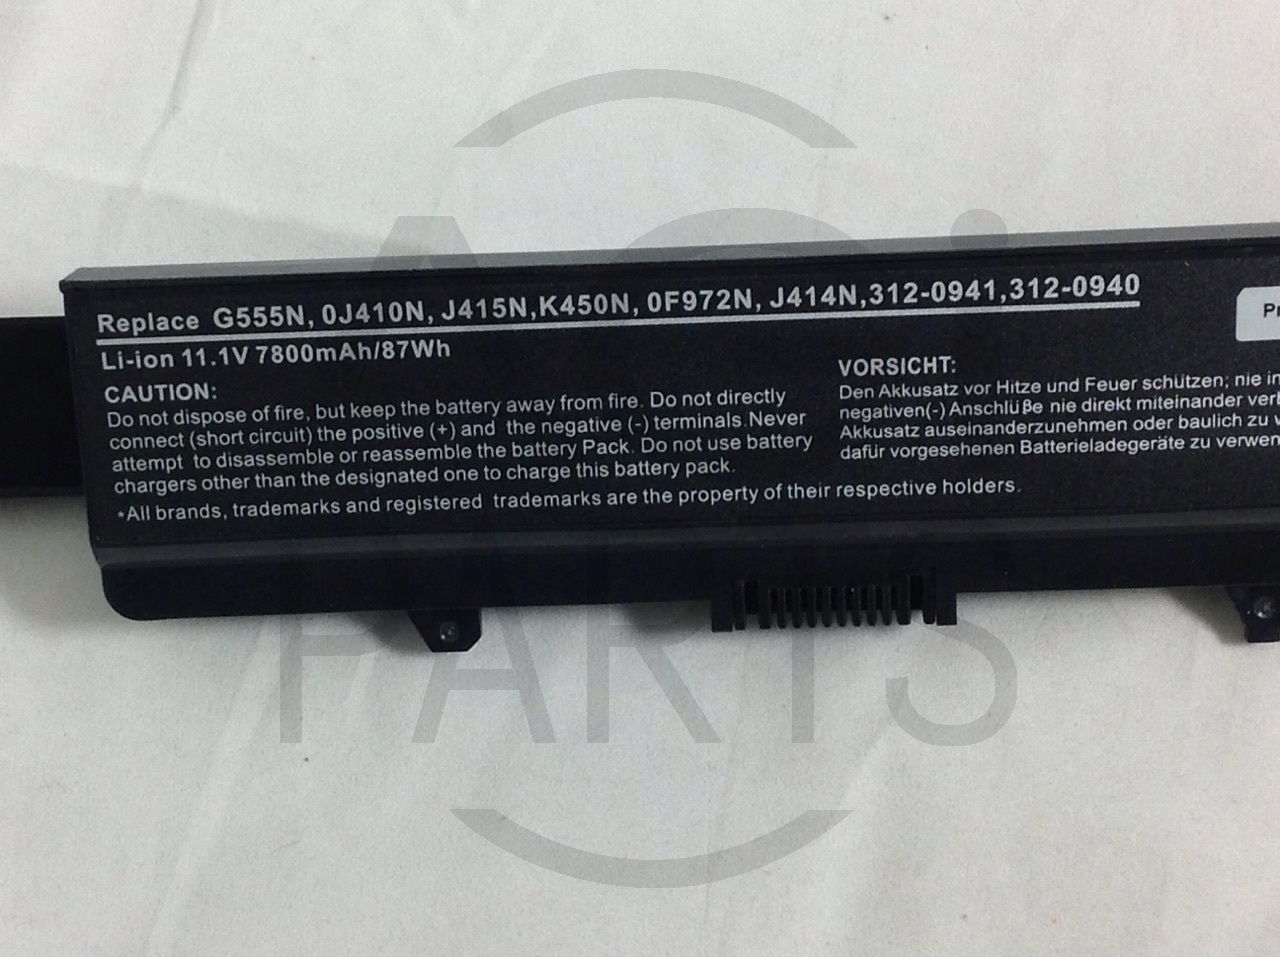 Replace G555N, 0J410N, J415N,K450N, 0F972N, J414N,312-0941,312-0940
Li-ion 11.1V 7800mAh/87Wh
CAUTION:
Do not dispose of fire, but keep the battery away from fire. Do not directly
connect (short circuit) the positive (+) and the negative (-) terminals.Never
attempt to disassemble or reassemble the battery Pack. Do not use battery
chargers other than the designated one to charge this battery pack.
*All brands, trademarks and registered trademarks are the property of their respective holders.
VORSICHT:
Den Akkusatz vor Hitze und Feuer schützen; nie
negativen(-) Anschlüße nie direkt miteinander
Akkusatz auseinanderzunehmen oder baulich zu
dafür vorgesehenen Batterieladegeräte zu
PARTS